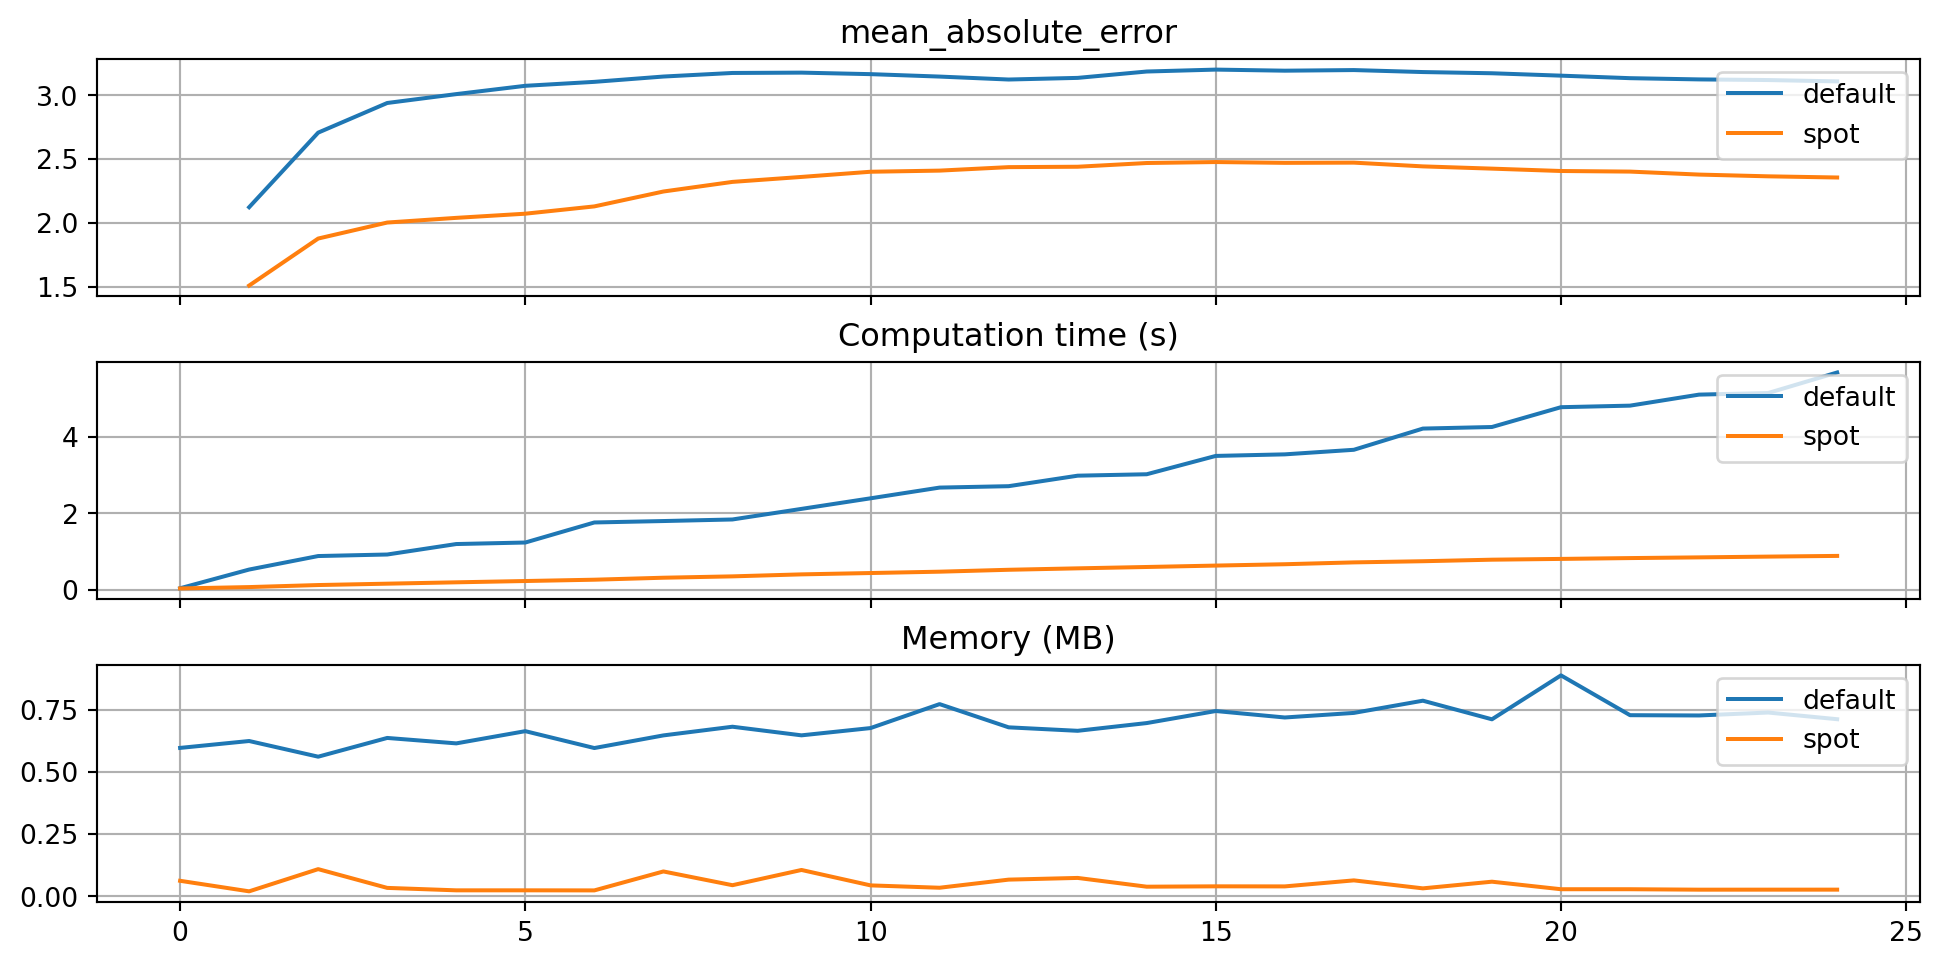 mean_absolute_error
3.0
2.5
2.0
1.5
default
spot
Computation time (s)
4
2
0
default
spot
Memory (MB)
0.75
0.50
0.25
0.00
default
spot
0 5 10 15 20 25